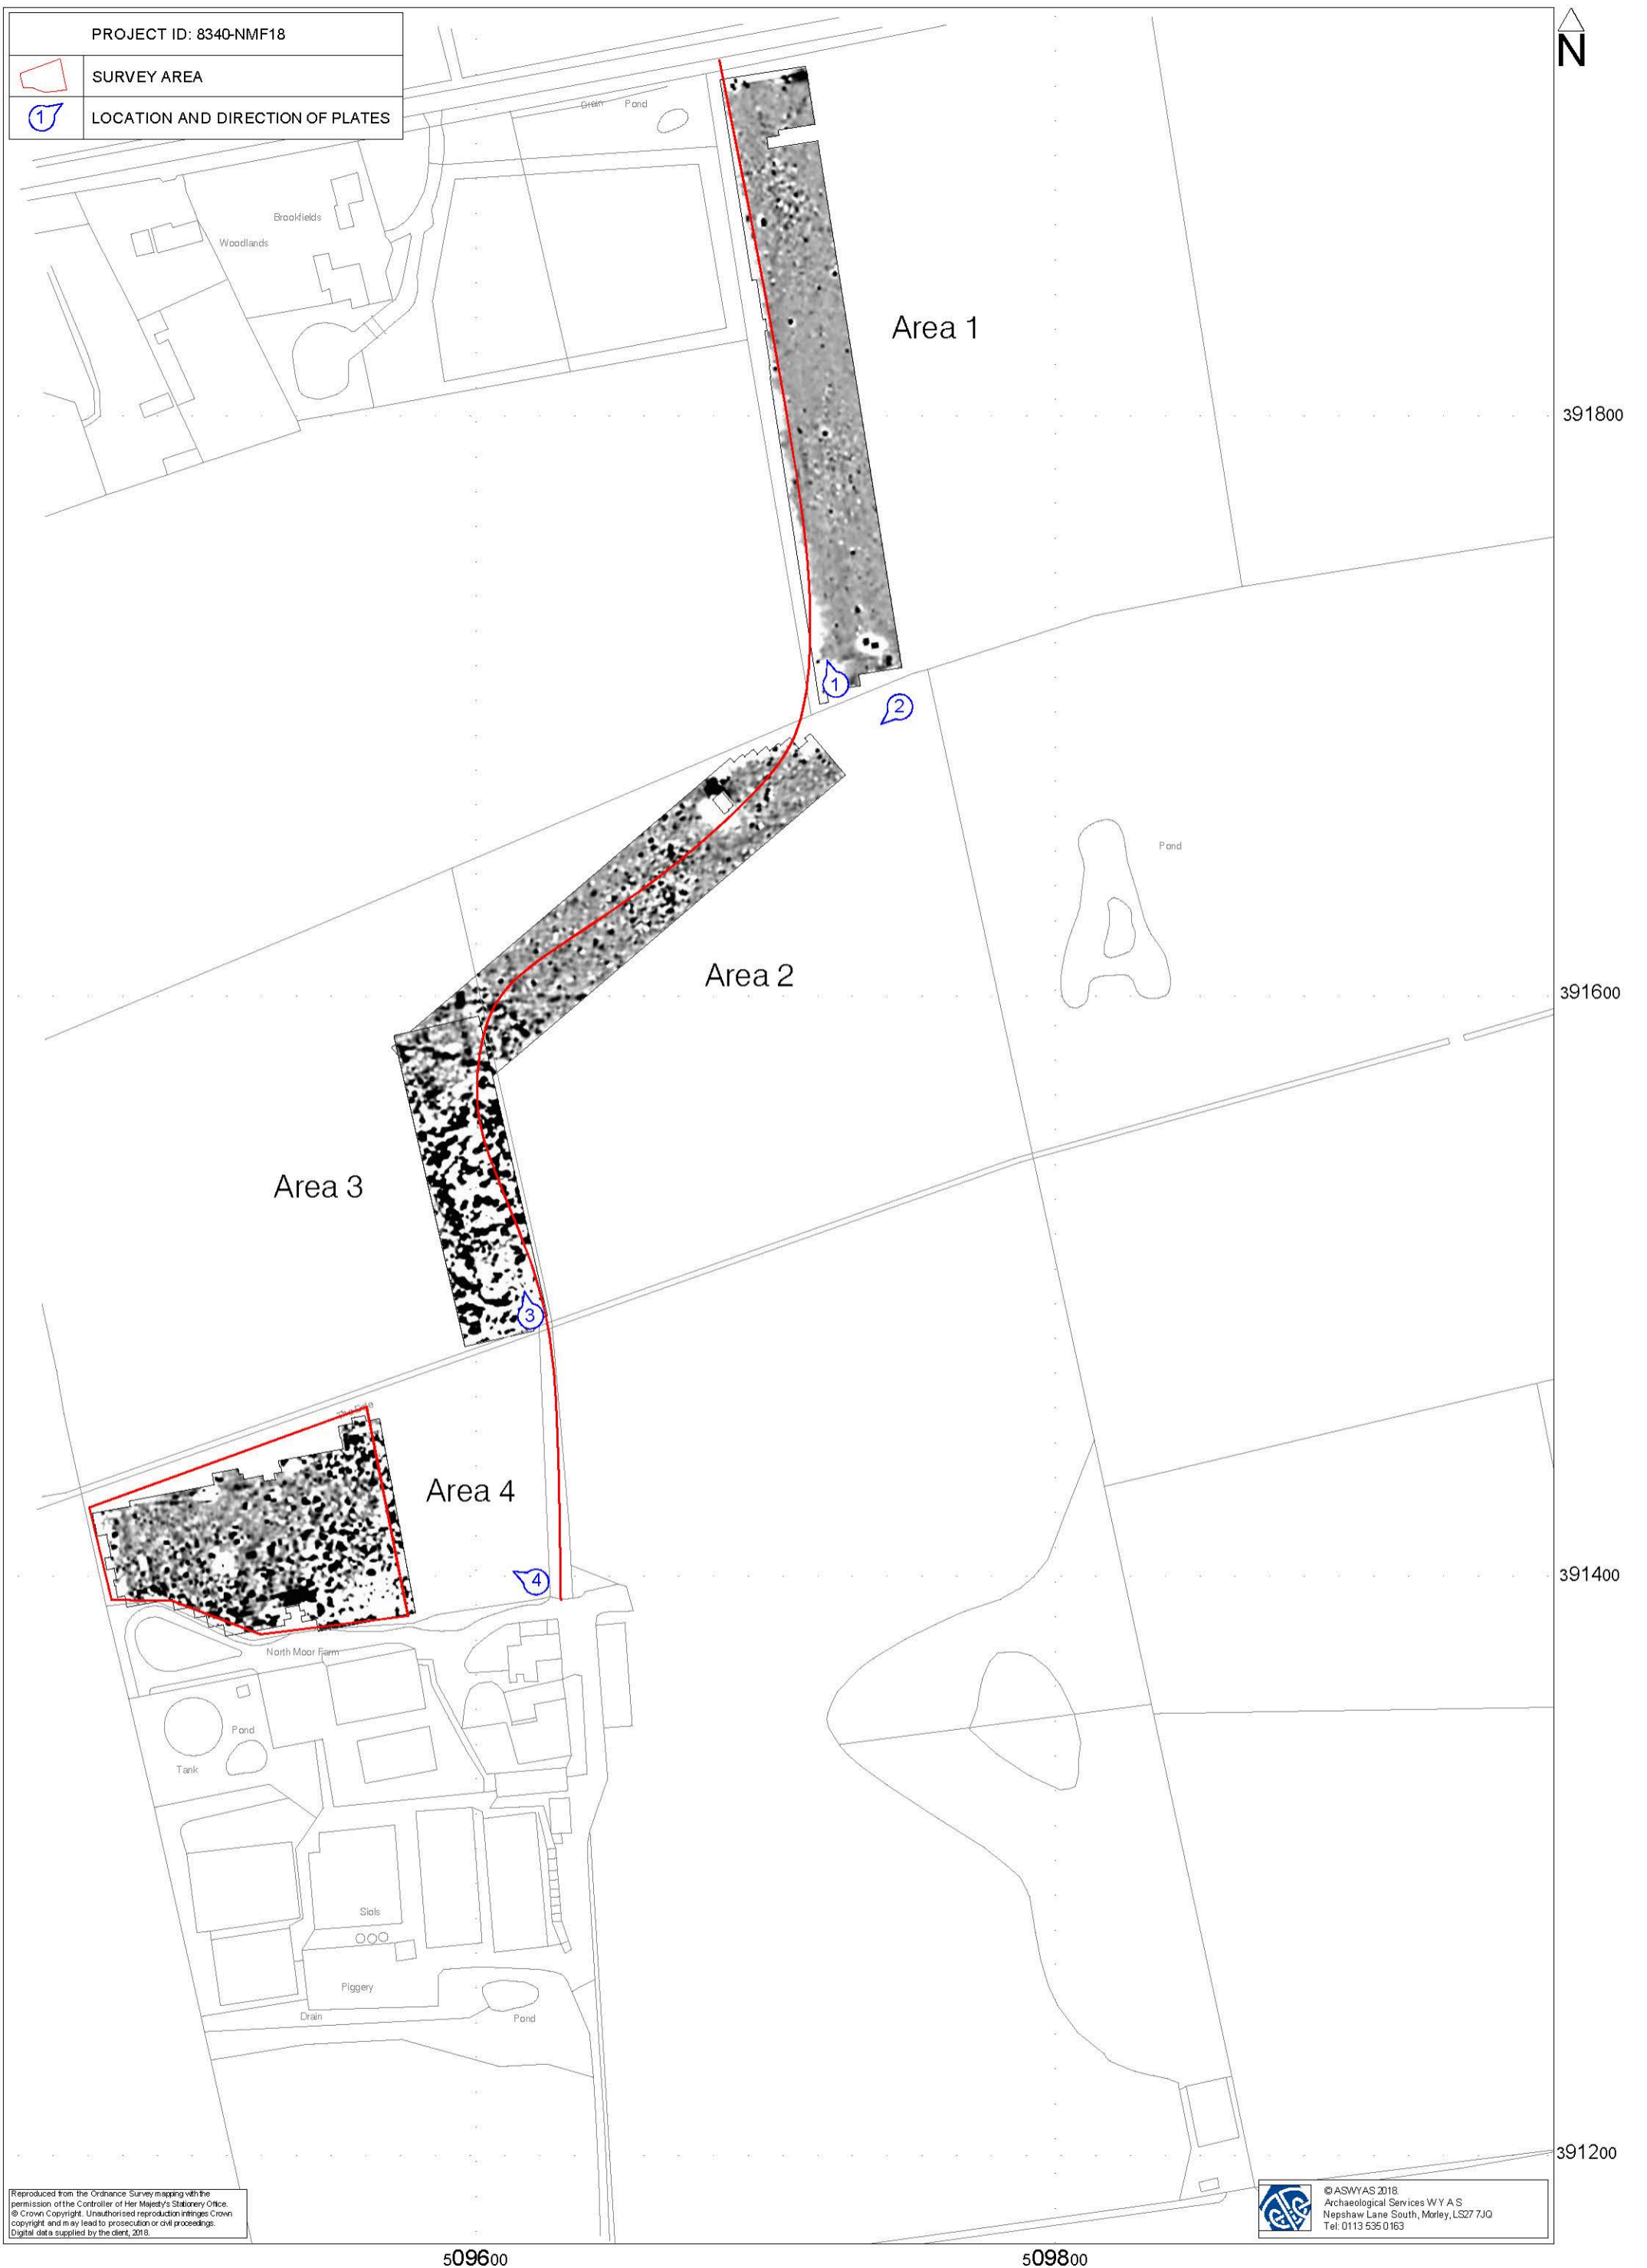 PROJECT ID: 8340-NMF18
N
SURVEY AREA
1
LOCATION AND DIRECTION OF PLATES
Drain
Pond
Brookfields
Woodlands
Area 1
391800
1
2
Pond
Area 2
391600
Area 3
3
Area 4
4
391400
North Moor Farm
Pond
Tank
Siols
Piggery
Drain
Pond
391200
Reproduced from the Ordnance Survey mapping with the
permission of the Controller of Her Majesty's Stationery Office.
© Crown Copyright. Unauthorised reproduction infringes Crown
copyright and may lead to prosecution or civil proceedings.
Digital data supplied by the client, 2018.
© ASWYAS 2018.
Archaeological Services W Y A S
Nepshaw Lane South, Morley, LS27 7JQ
Tel: 0113 535 0163
509600
509800